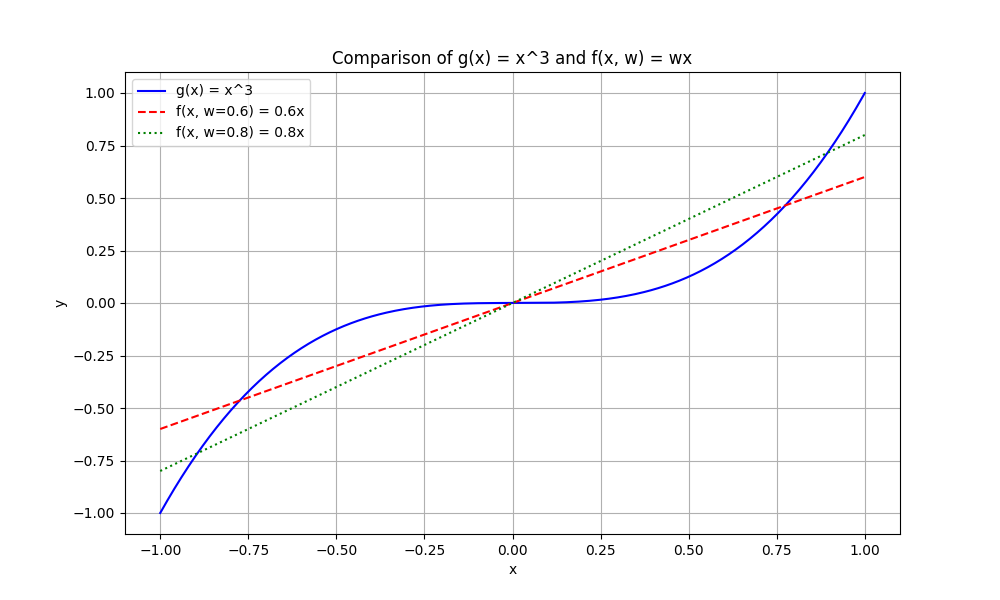 Comparison of g(x) = x^3 and f(x, w) = wx
g(x) = x^3
f(x, w=0.6) = 0.6x
f(x, w=0.8) = 0.8x
1.00
0.75
0.50
0.25
0.00
−0.25
−0.50
−0.75
−1.00
y
−1.00 −0.75 −0.50 −0.25 0.00 0.25 0.50 0.75 1.00
x